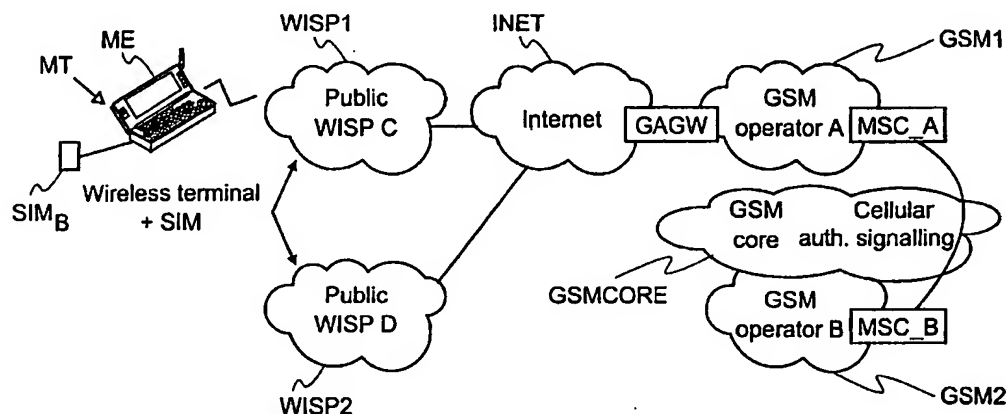 WISP1
INET
GSM1
ME
MT
Public
WISP C
Internet
GAGW
GSM
operator A
MSC_A
SIM_B
Wireless terminal
+ SIM
GSM
core
Cellular
auth. signalling
GSMCORE
Public
WISP D
GSM
operator B
MSC_B
WISP2
GSM2